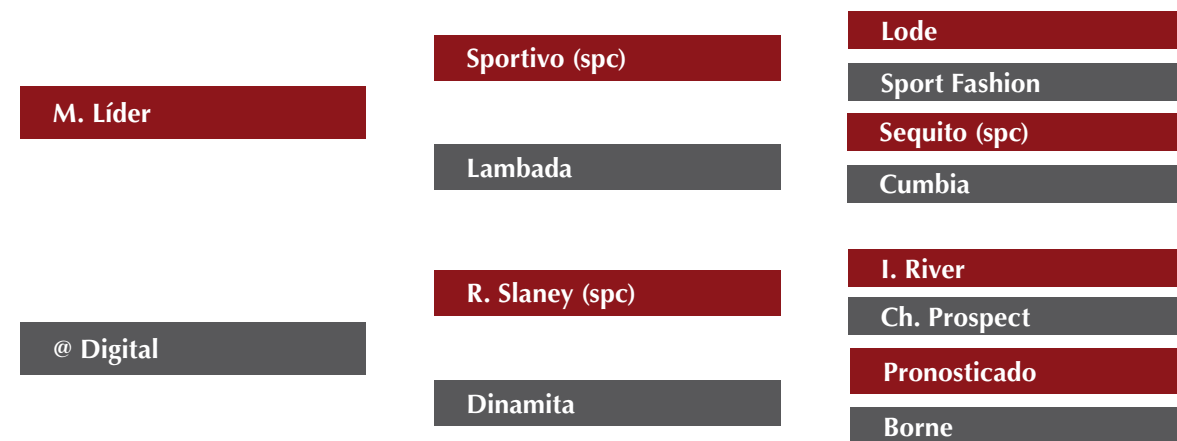 M. Líder
@ Digital
Sportivo (spc)
Lambada
R. Slaney (spc)
Dinamita
Lode
Sport Fashion
Sequito (spc)
Cumbia
I. River
Ch. Prospect
Pronosticado
Borne